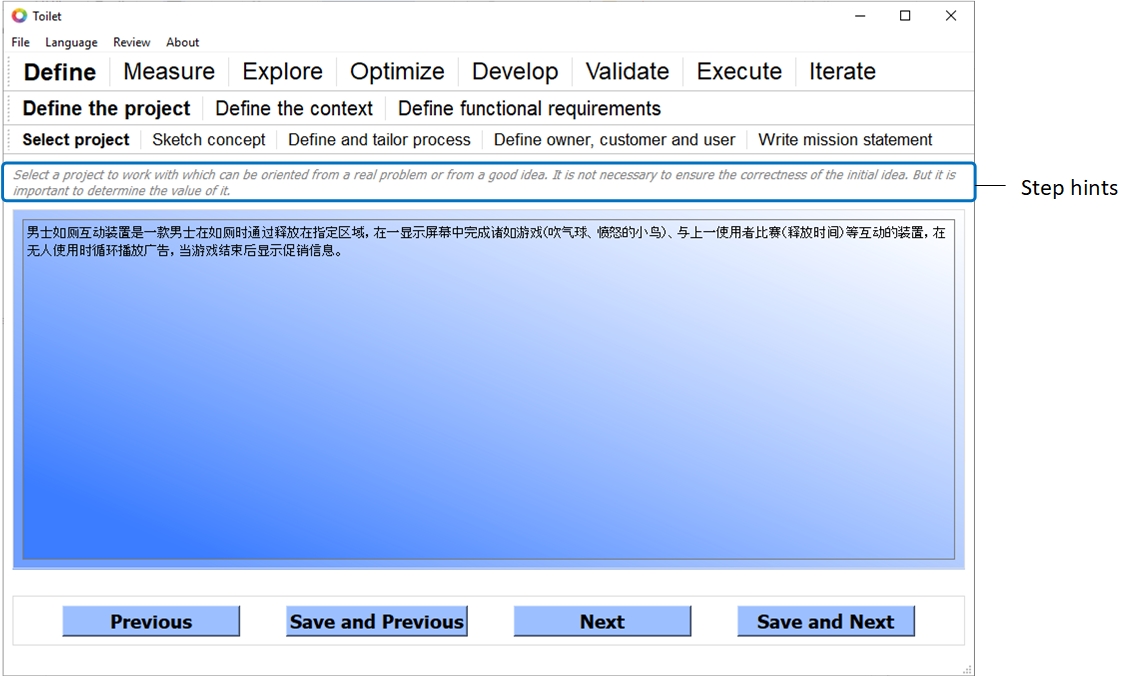 Toilet
File Language Review About
Define Measure Explore Optimize Develop Validate Execute Iterate
Define the project Define the context Define functional requirements
Select project Sketch concept Define and tailor process Define owner, customer and user Write mission statement
Select a project to work with which can be oriented from a real problem or from a good idea. It is not necessary to ensure the correctness of the initial idea. But it is
important to determine the value of it.
Step hints
男士如厕互动装置是一款男士在如厕时通过释放在指定区域，在一显示屏幕中完成诸如游戏(吹气球、愤怒的小鸟)、与上一使用者比赛(释放时间)等互动的装置，在
无人使用时循环播放广告，当游戏结束后显示促销信息。
Previous Save and Previous Next Save and Next